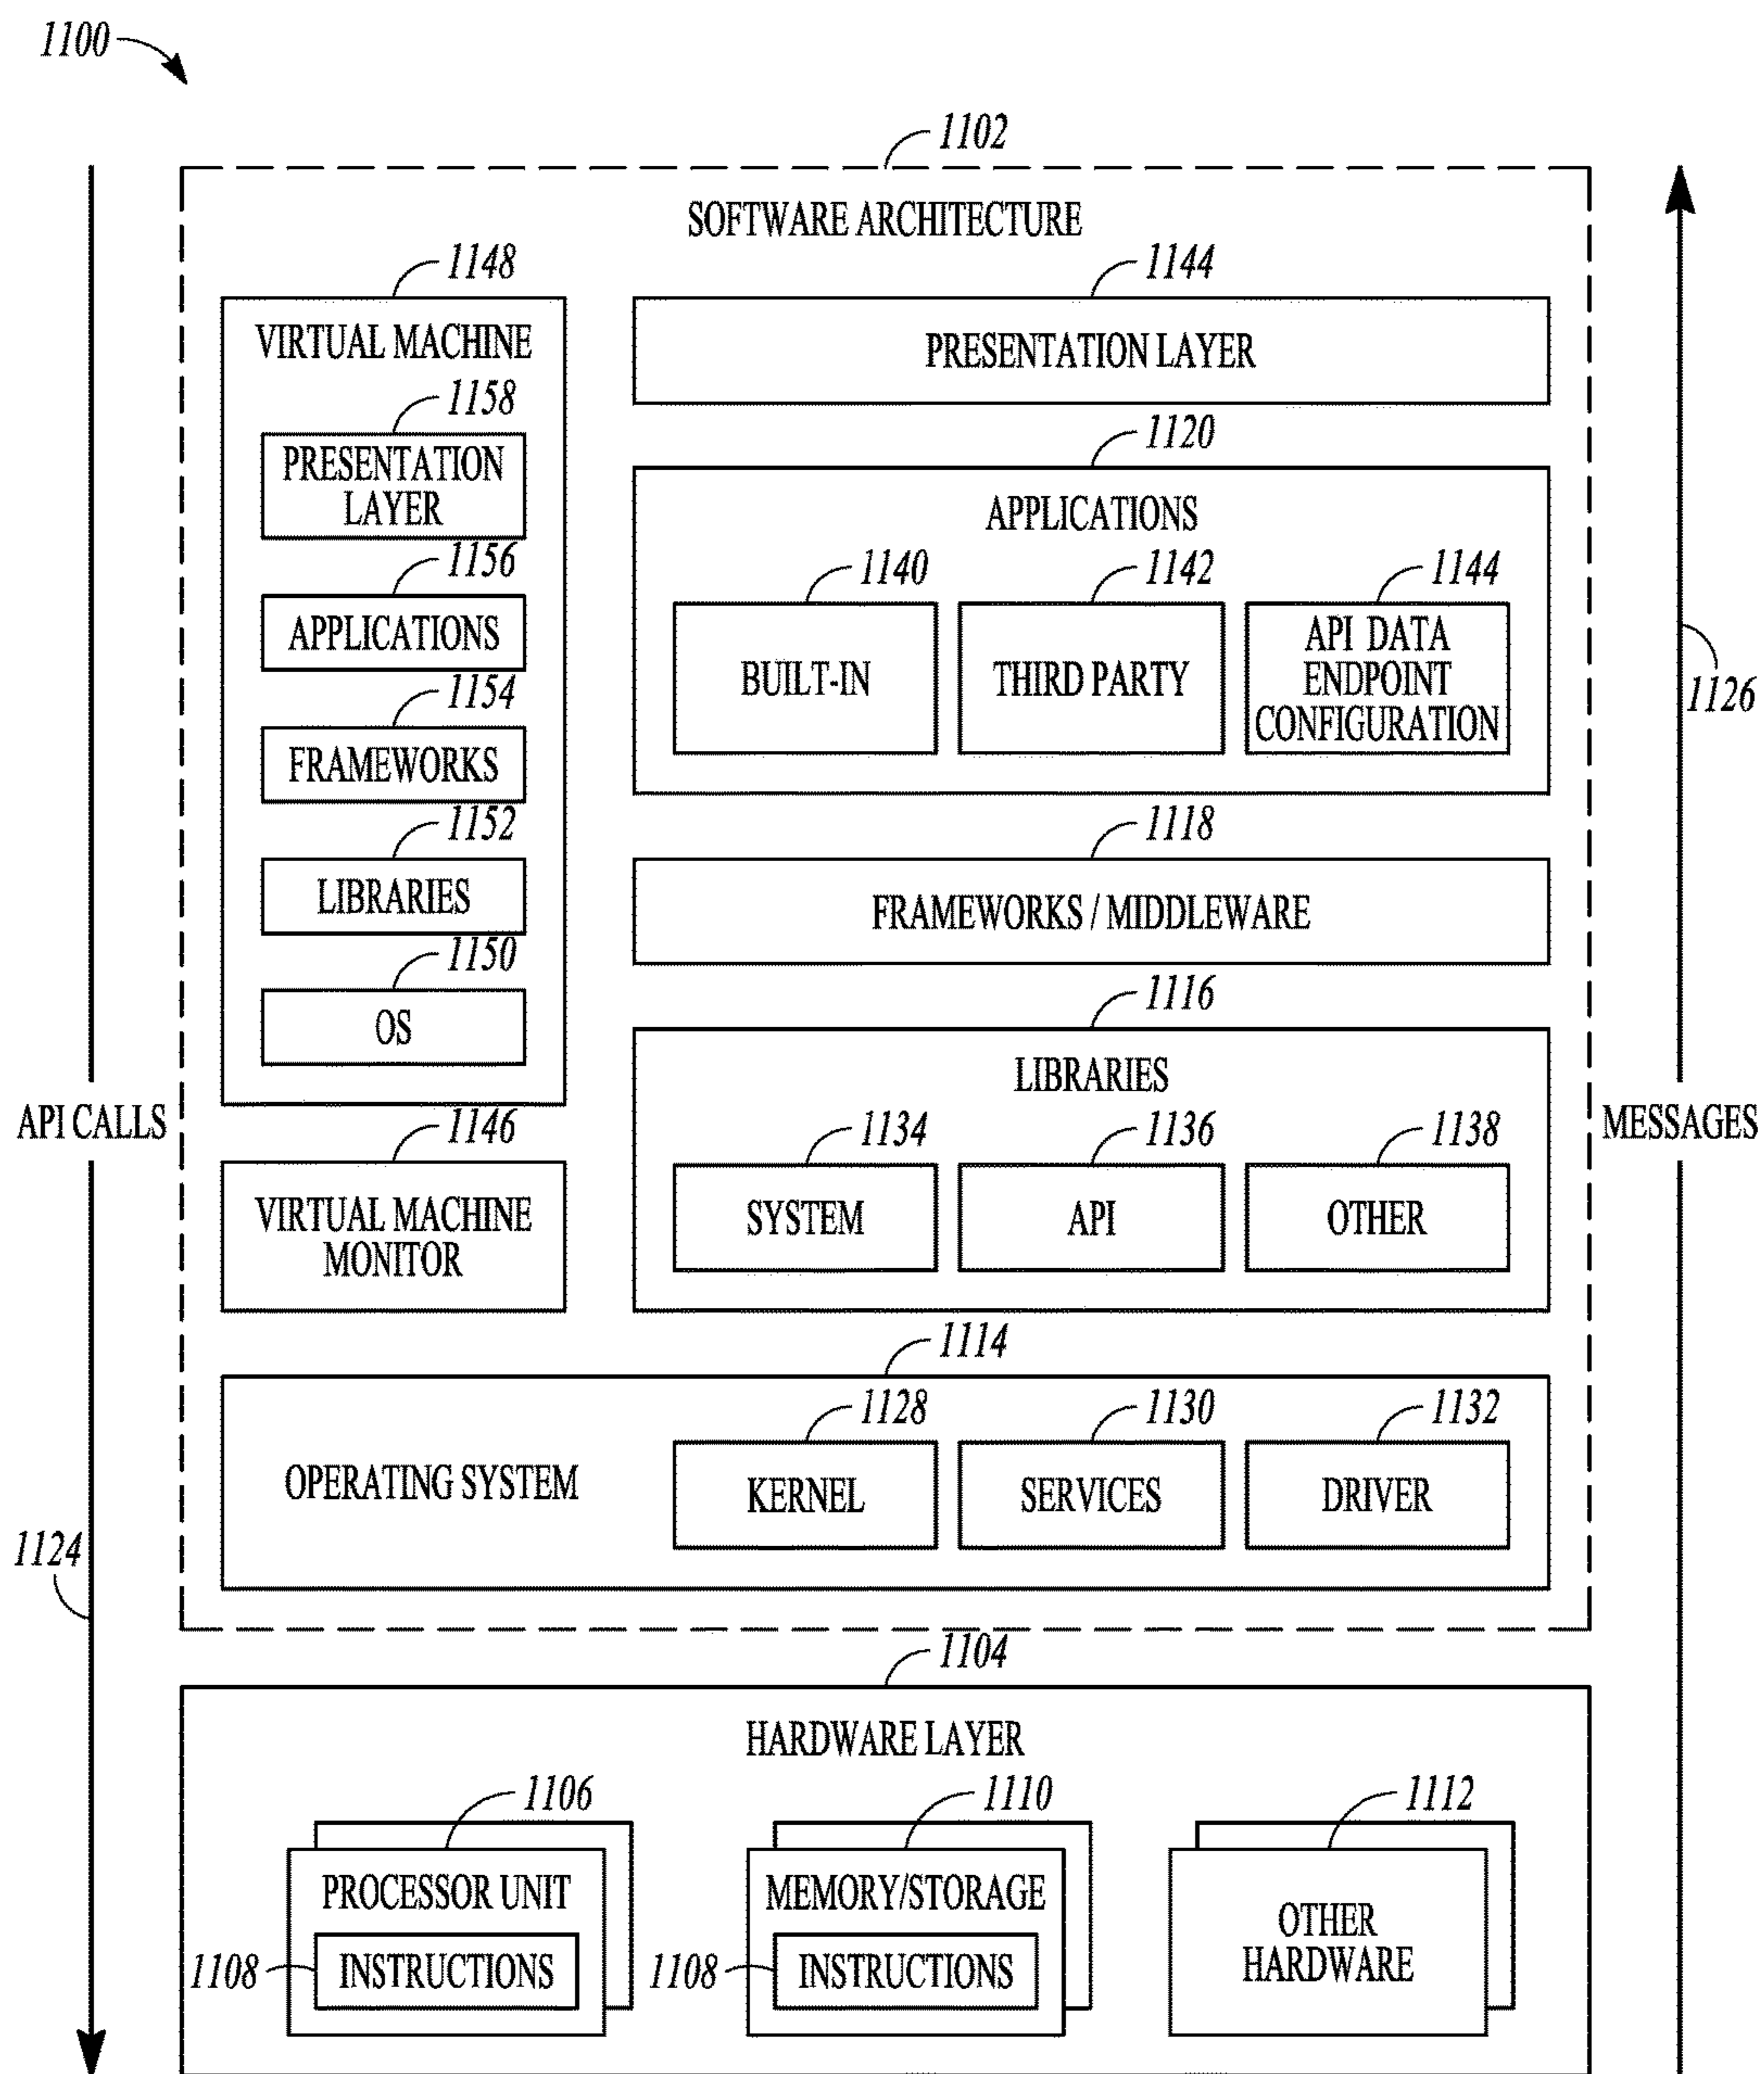 1100
1102
SOFTWARE ARCHITECTURE
1148
VIRTUAL MACHINE
1158
PRESENTATION
LAYER
1156
APPLICATIONS
1154
FRAMEWORKS
1152
LIBRARIES
1150
OS
1146
VIRTUAL MACHINE
MONITOR
1144
PRESENTATION LAYER
1120
APPLICATIONS
1140
BUILT-IN
1142
THIRD PARTY
1144
API DATA
ENDPOINT
CONFIGURATION
1118
FRAMEWORKS / MIDDLEWARE
1116
LIBRARIES
1134
SYSTEM
1136
API
1138
OTHER
1114
OPERATING SYSTEM
1128
KERNEL
1130
SERVICES
1132
DRIVER
API CALLS
1124
MESSAGES
1126
1104
HARDWARE LAYER
1106
PROCESSOR UNIT
1108
INSTRUCTIONS
1110
MEMORY/STORAGE
1108
INSTRUCTIONS
1112
OTHER
HARDWARE